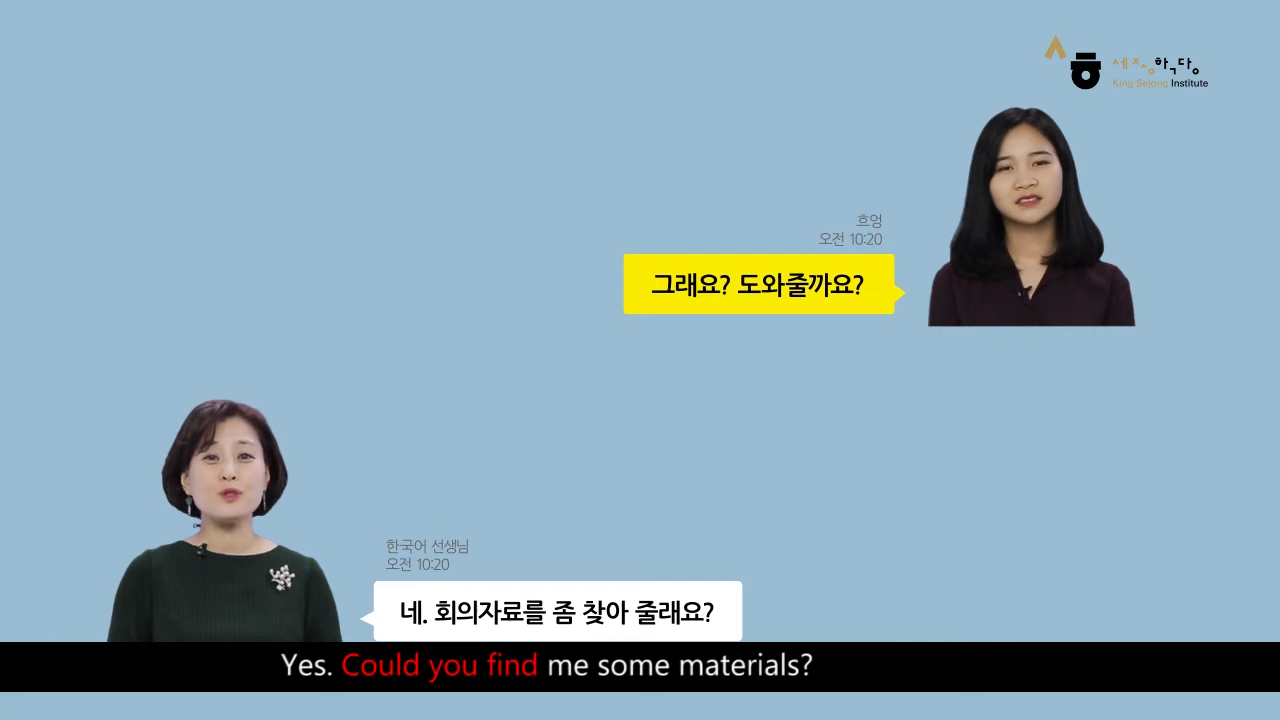 세종학당
King Sejong Institute
흐엉
오전 10:20
그래요? 도와줄까요?
한국어 선생님
오전 10:20
네. 회의자료를 좀 찾아 줄래요?
Yes. Could you find me some materials?